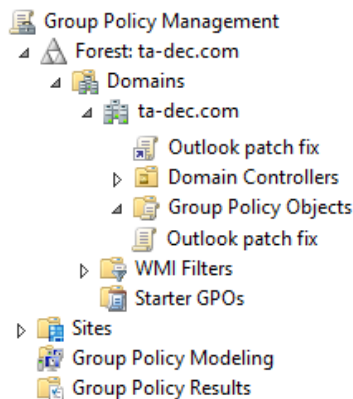 Group Policy Management
Forest: ta-dec.com
Domains
ta-dec.com
Outlook patch fix
Domain Controllers
Group Policy Objects
Outlook patch fix
WMI Filters
Starter GPOs
Sites
Group Policy Modeling
Group Policy Results